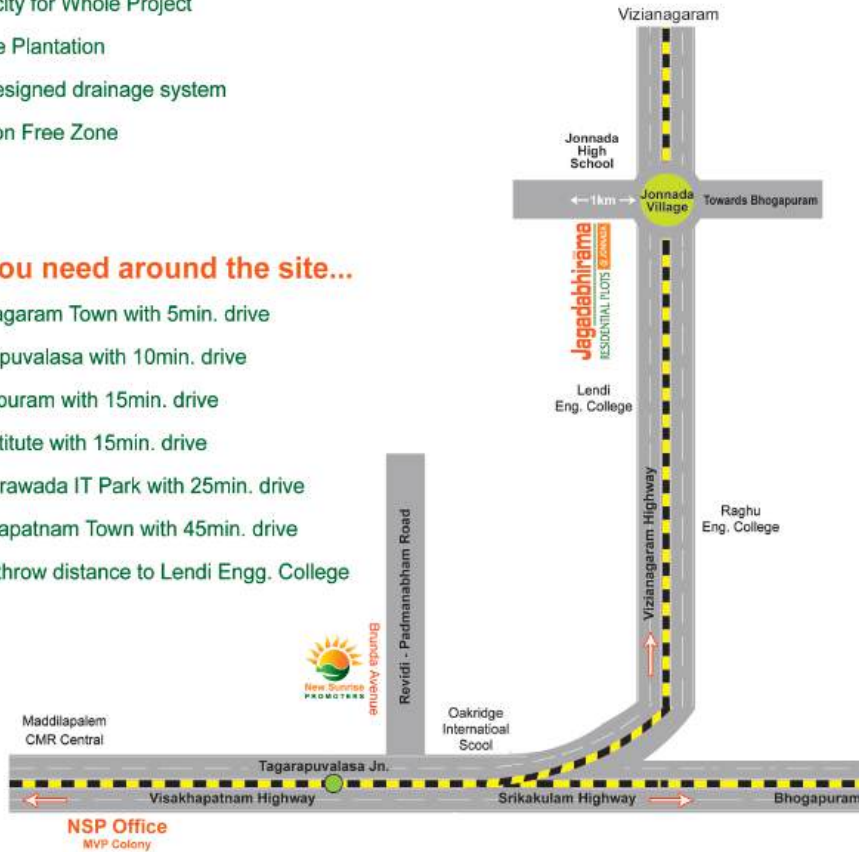 city for Whole Project
e Plantation
esigned drainage system
on Free Zone
ou need around the site...
agaram Town with 5min. drive
puvalasa with 10min. drive
puram with 15min. drive
titute with 15min. drive
rawada IT Park with 25min. drive
apatnam Town with 45min. drive
throw distance to Lendi Engg. College
Vizianagaram
Jonnada
High
School
1km
Jonnada
Village
Towards Bhogapuram
Jagadabhirāma
RESIDENTIAL PLOTS @ JONNADA
Lendi
Eng. College
Vizianagaram Highway
Raghu
Eng. College
Revidi - Padmanabham Road
Brunda Avenue
New Sunrise
PROMOTERS
Maddilapalem
CMR Central
Oakridge
Internatioal
Scool
Tagarapuvalasa Jn.
Visakhapatnam Highway
Srikakulam Highway
Bhogapuram
NSP Office
MVP Colony